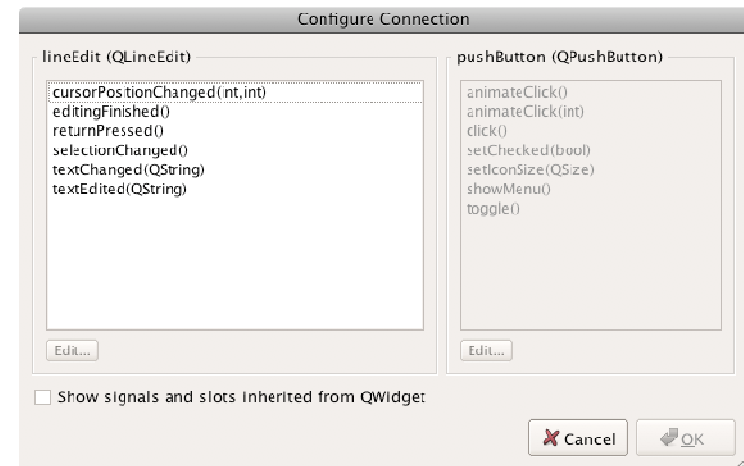 Configure Connection
lineEdit (QLineEdit)
cursorPositionChanged(int,int)
editingFinished()
returnPressed()
selectionChanged()
textChanged(QString)
textEdited(QString)
Edit...
pushButton (QPushButton)
animateClick()
animateClick(int)
click()
setChecked(bool)
setIconSize(QSize)
showMenu()
toggle()
Edit...
Show signals and slots inherited from QWidget
Cancel
OK